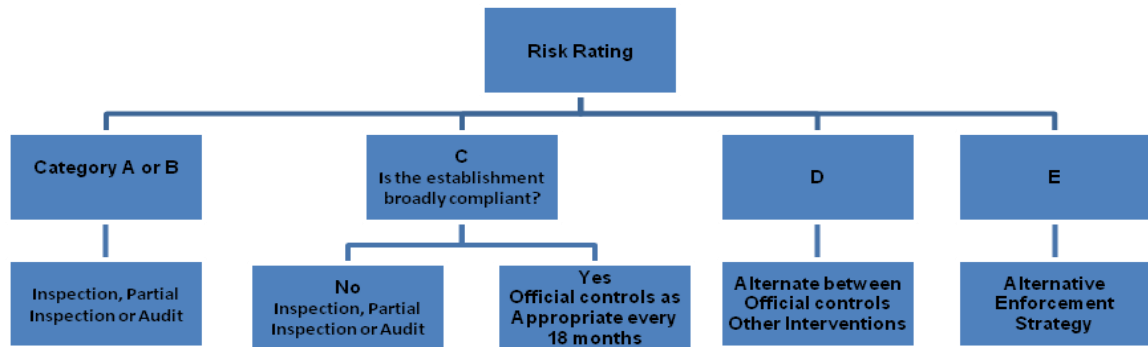 Risk Rating
Category A or B
C
Is the establishment
broadly compliant?
D
E
Inspection, Partial
Inspection or Audit
No
Inspection, Partial
Inspection or Audit
Yes
Official controls as
Appropriate every
18 months
Alternate between
Official controls
Other Interventions
Alternative
Enforcement
Strategy